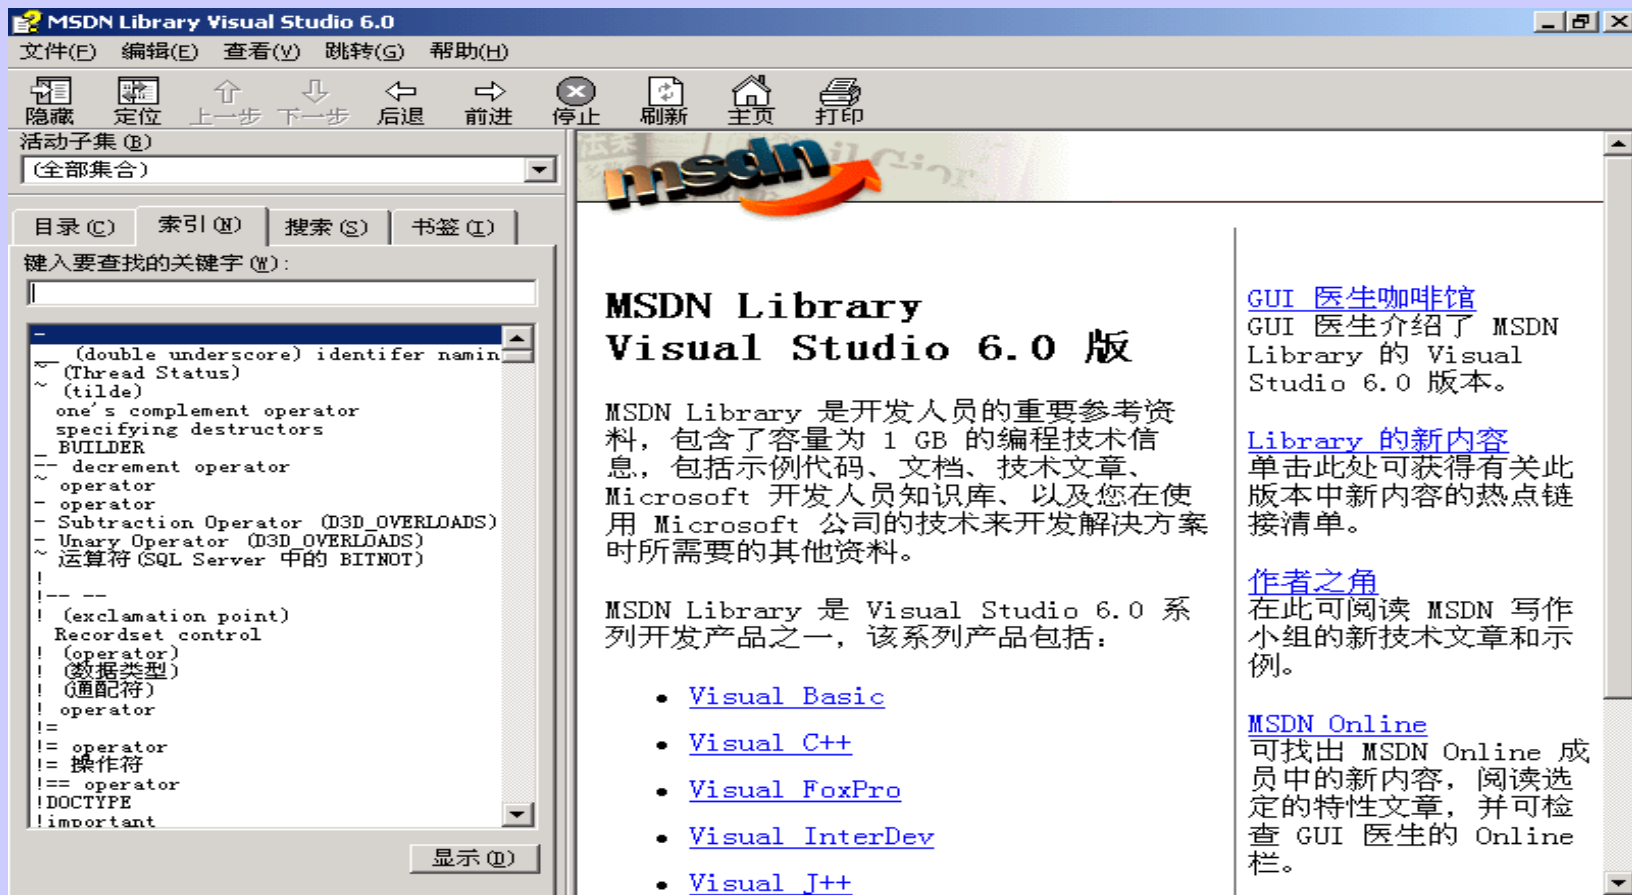 MSDN Library Visual Studio 6.0
文件(F) 编辑(E) 查看(V) 跳转(G) 帮助(H)
隐藏 定位 上一步 下一步 后退 前进 停止 刷新 主页 打印
活动子集(B)
(全部集合)
目录(C) 索引(N) 搜索(S) 书签(I)
键入要查找的关键字(W):
-
__ (double underscore) identifer namin
~ (Thread Status)
~ (tilde)
one's complement operator
specifying destructors
_ BUILDER
-- decrement operator
~ operator
- operator
- Subtraction Operator (D3D_OVERLOADS)
- Unary Operator (D3D_OVERLOADS)
~ 运算符(SQL Server 中的 BITNOT)
!
!-- --
! (exclamation point)
Recordset control
! (operator)
! (数据类型)
! (通配符)
! operator
!=
!= operator
!= 操作符
!== operator
!DOCTYPE
!important
显示(D)
msdn
MSDN Library
Visual Studio 6.0 版
MSDN Library 是开发人员的重要参考资
料，包含了容量为 1 GB 的编程技术信
息，包括示例代码、文档、技术文章、
Microsoft 开发人员知识库、以及您在使
用 Microsoft 公司的技术来开发解决方案
时所需要的其他资料。
MSDN Library 是 Visual Studio 6.0 系
列开发产品之一，该系列产品包括：
• Visual Basic
• Visual C++
• Visual FoxPro
• Visual InterDev
• Visual J++
GUI 医生咖啡馆
GUI 医生介绍了 MSDN
Library 的 Visual
Studio 6.0 版本。
Library 的新内容
单击此处可获得有关此
版本中新内容的热点链
接清单。
作者之角
在此可阅读 MSDN 写作
小组的新技术文章和示
例。
MSDN Online
可找出 MSDN Online 成
员中的新内容，阅读选
定的特性文章，并可检
查 GUI 医生的 Online
栏。